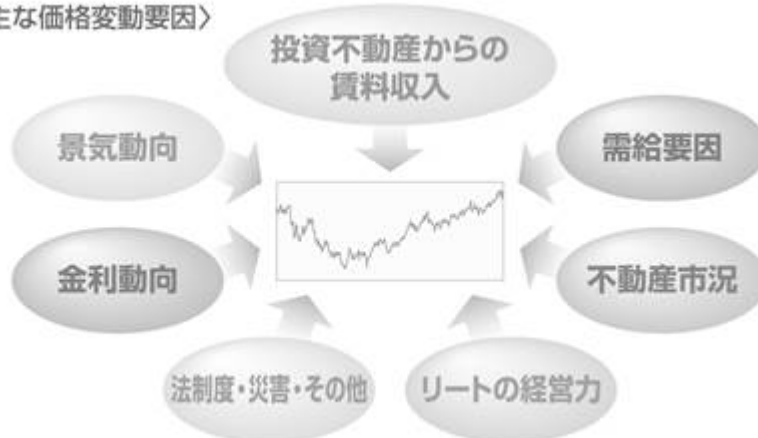 主な価格変動要因〉
投資不動産からの
賃料収入
景気動向
需給要因
金利動向
不動産市況
法制度・災害・その他
リートの経営力